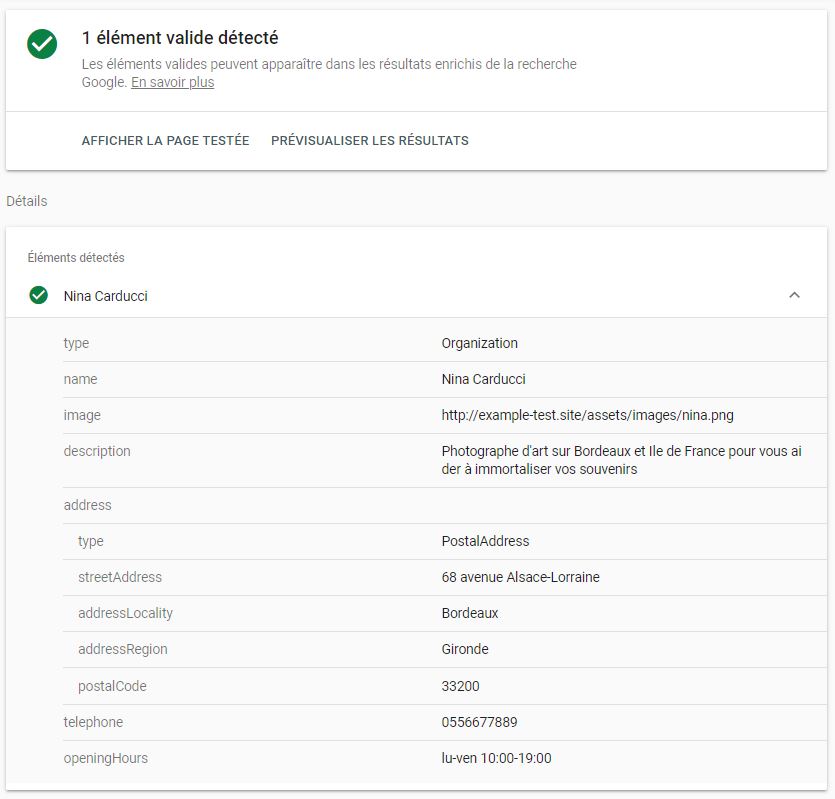 1 élément valide détecté
Les éléments valides peuvent apparaître dans les résultats enrichis de la recherche
Google. En savoir plus
AFFICHER LA PAGE TESTÉE PRÉVISUALISER LES RÉSULTATS
Détails
Éléments détectés
Nina Carducci
type Organization
name Nina Carducci
image http://example-test.site/assets/images/nina.png
description Photographe d'art sur Bordeaux et Ile de France pour vous ai
der à immortaliser vos souvenirs
address
type PostalAddress
streetAddress 68 avenue Alsace-Lorraine
addressLocality Bordeaux
addressRegion Gironde
postalCode 33200
telephone 0556677889
openingHours lu-ven 10:00-19:00